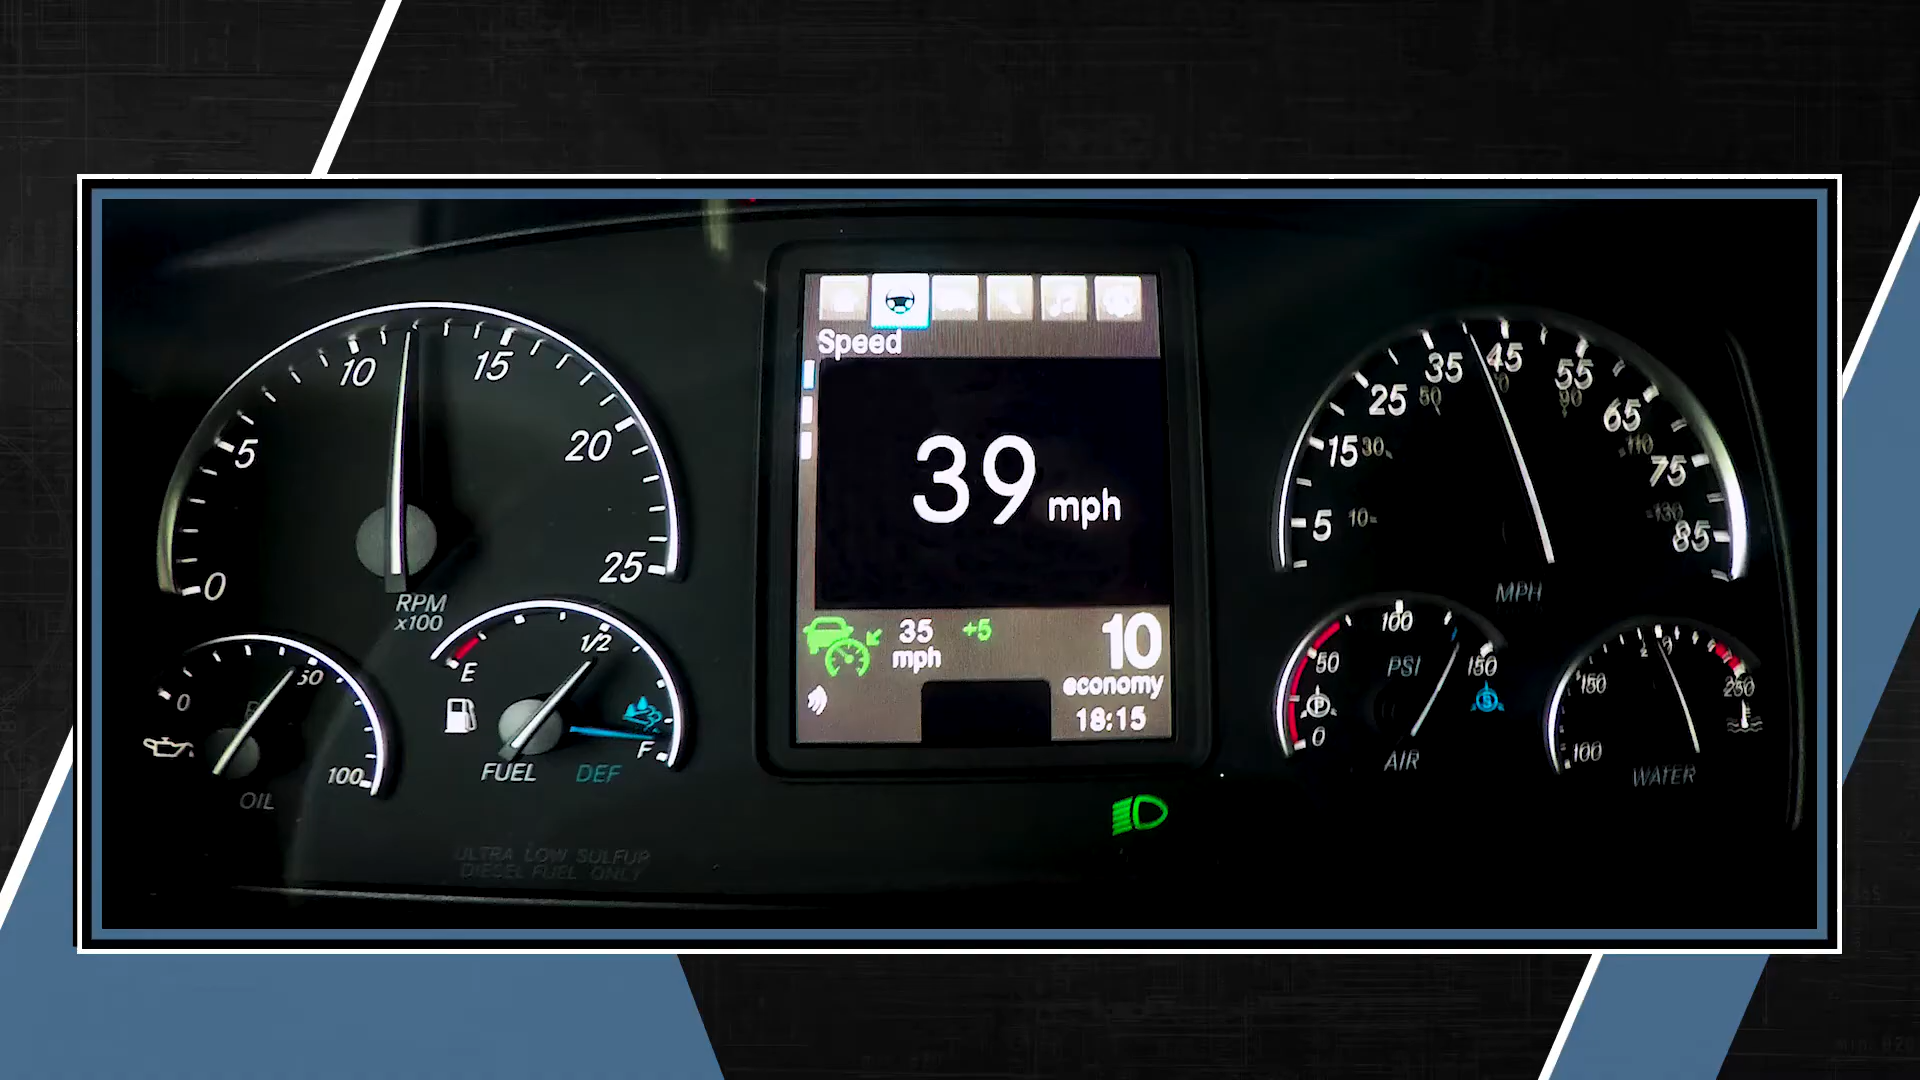 Speed
39 mph
35 mph
+5
10
economy
18:15
0
5
10
15
20
25
RPM
x100
0
50
100
OIL
E
1/2
F
FUEL
DEF
ULTRA LOW SULFUR
DIESEL FUEL ONLY
5
15
25
35
45
55
65
75
85
10
30
50
90
110
130
MPH
0
50
100
150
PSI
P
S
AIR
100
150
250
WATER